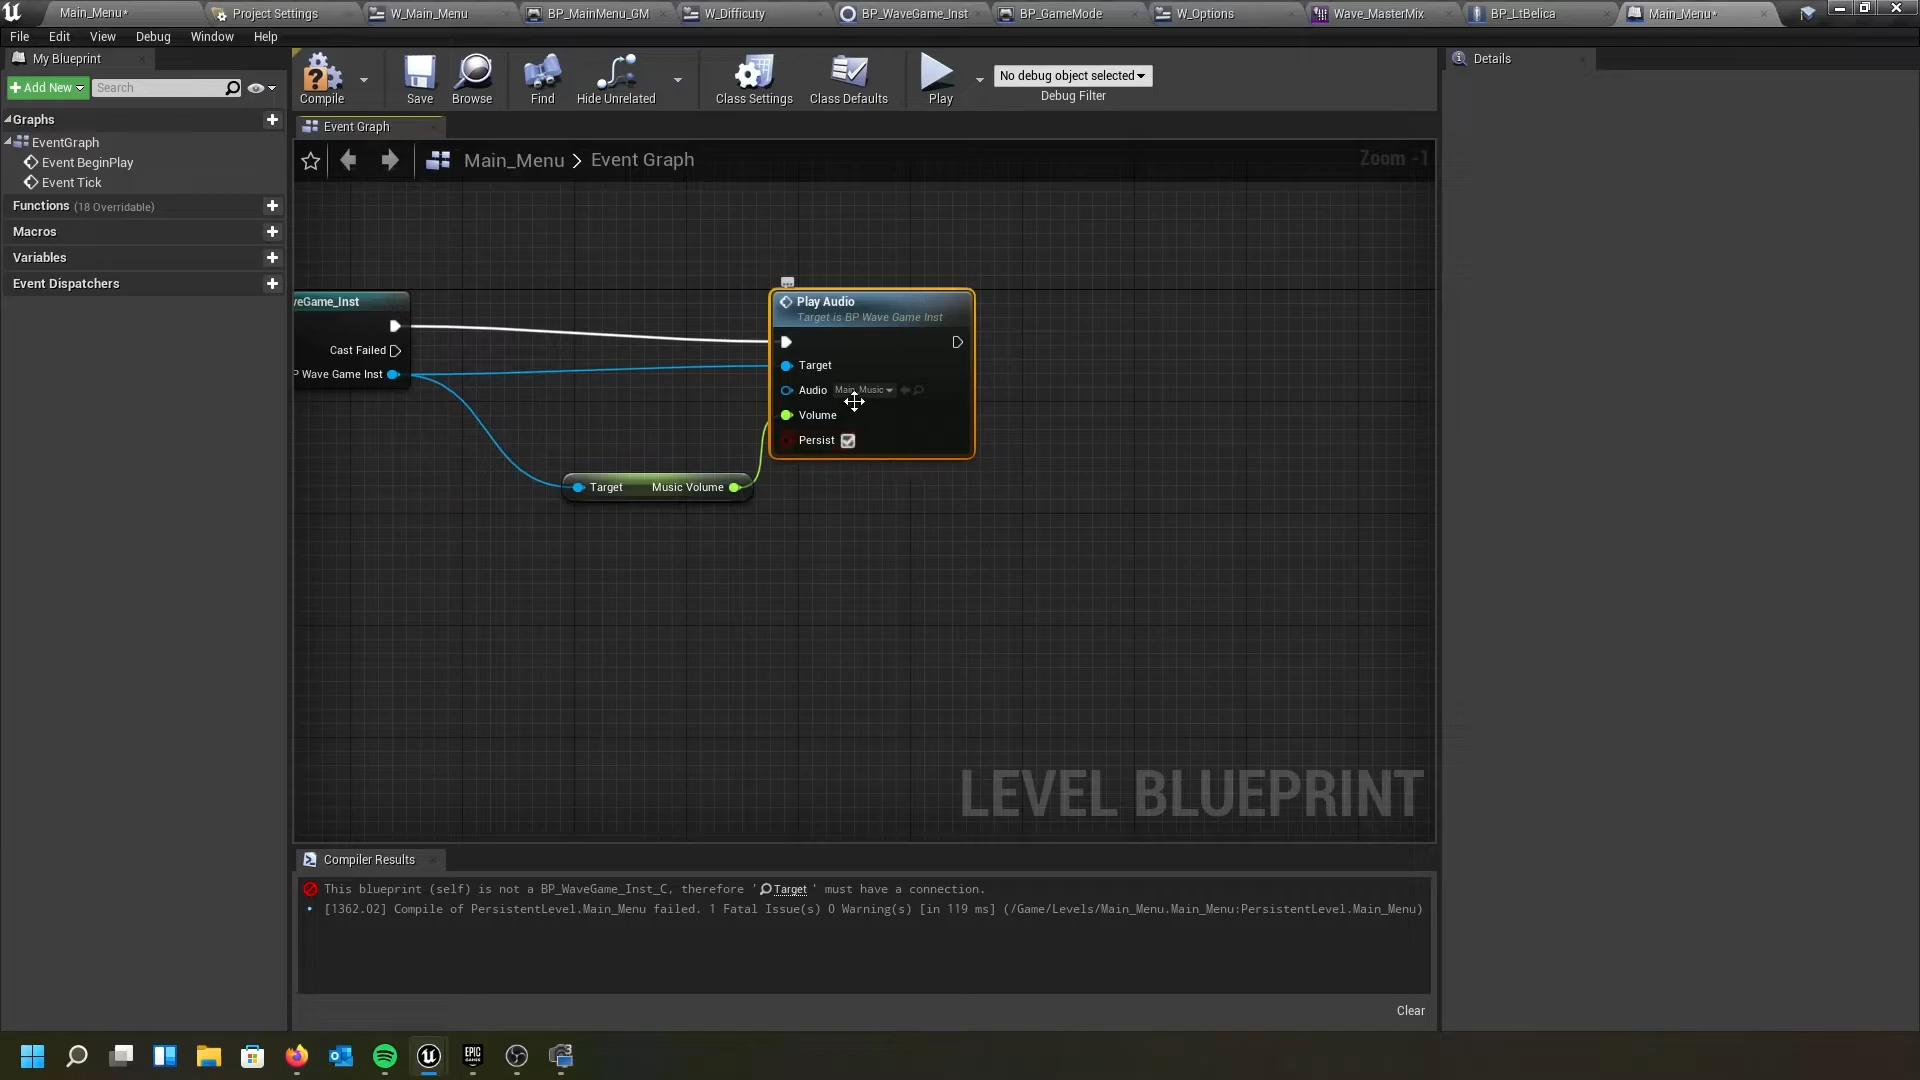 Main_Menu*
Project Settings
W_Main_Menu
BP_MainMenu_GM
W_Difficuty
BP_WaveGame_Inst
BP_GameMode
W_Options
Wave_MasterMix
BP_LtBelica
Main_Menu*
File
Edit
View
Debug
Window
Help
My Blueprint
Add New
Search
Graphs
EventGraph
Event BeginPlay
Event Tick
Functions (18 Overridable)
Macros
Variables
Event Dispatchers
Compile
Save
Browse
Find
Hide Unrelated
Class Settings
Class Defaults
Play
No debug object selected
Debug Filter
Details
Event Graph
Main_Menu > Event Graph
Zoom -1
veGame_Inst
Cast Failed
P Wave Game Inst
Play Audio
Target is BP Wave Game Inst
Target
Audio Main_Music
Volume
Persist
Target Music Volume
LEVEL BLUEPRINT
Compiler Results
This blueprint (self) is not a BP_WaveGame_Inst_C, therefore ' Target ' must have a connection.
[1362.02] Compile of PersistentLevel.Main_Menu failed. 1 Fatal Issue(s) 0 Warning(s) [in 119 ms] (/Game/Levels/Main_Menu.Main_Menu:PersistentLevel.Main_Menu)
Clear
EPIC GAMES